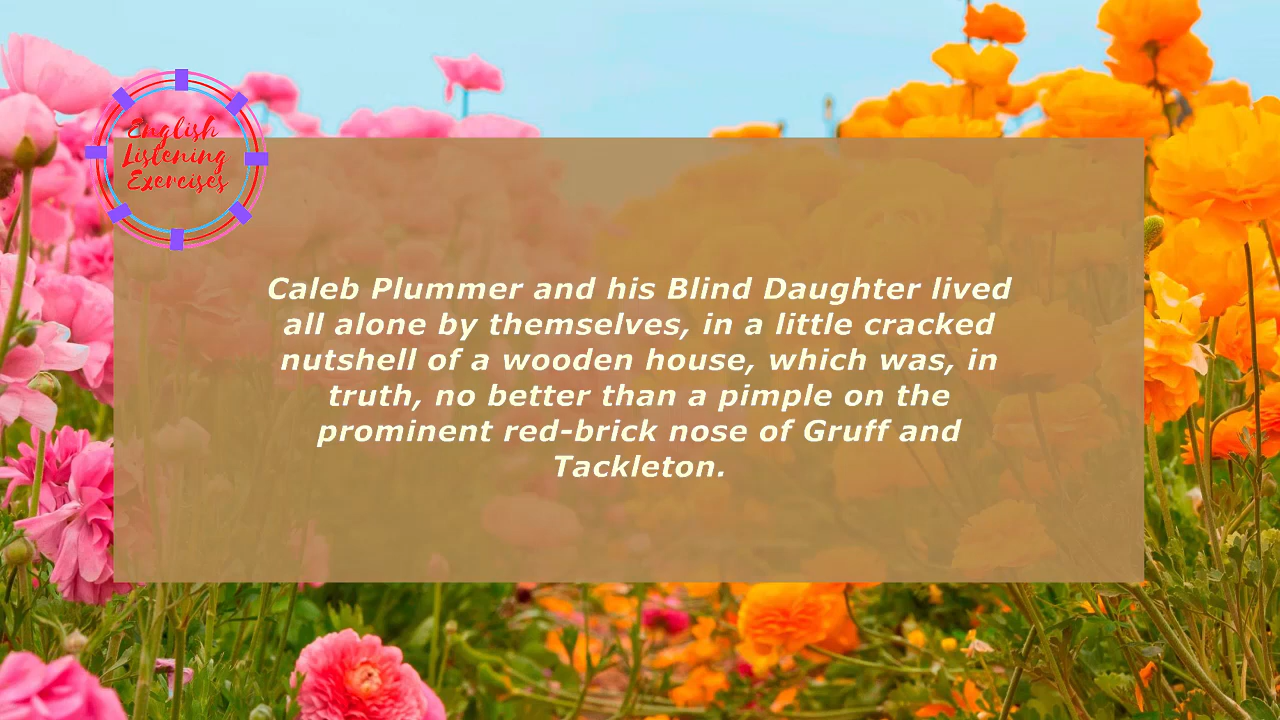 English
Listening
Exercises
Caleb Plummer and his Blind Daughter lived
all alone by themselves, in a little cracked
nutshell of a wooden house, which was, in
truth, no better than a pimple on the
prominent red-brick nose of Gruff and
Tackleton.